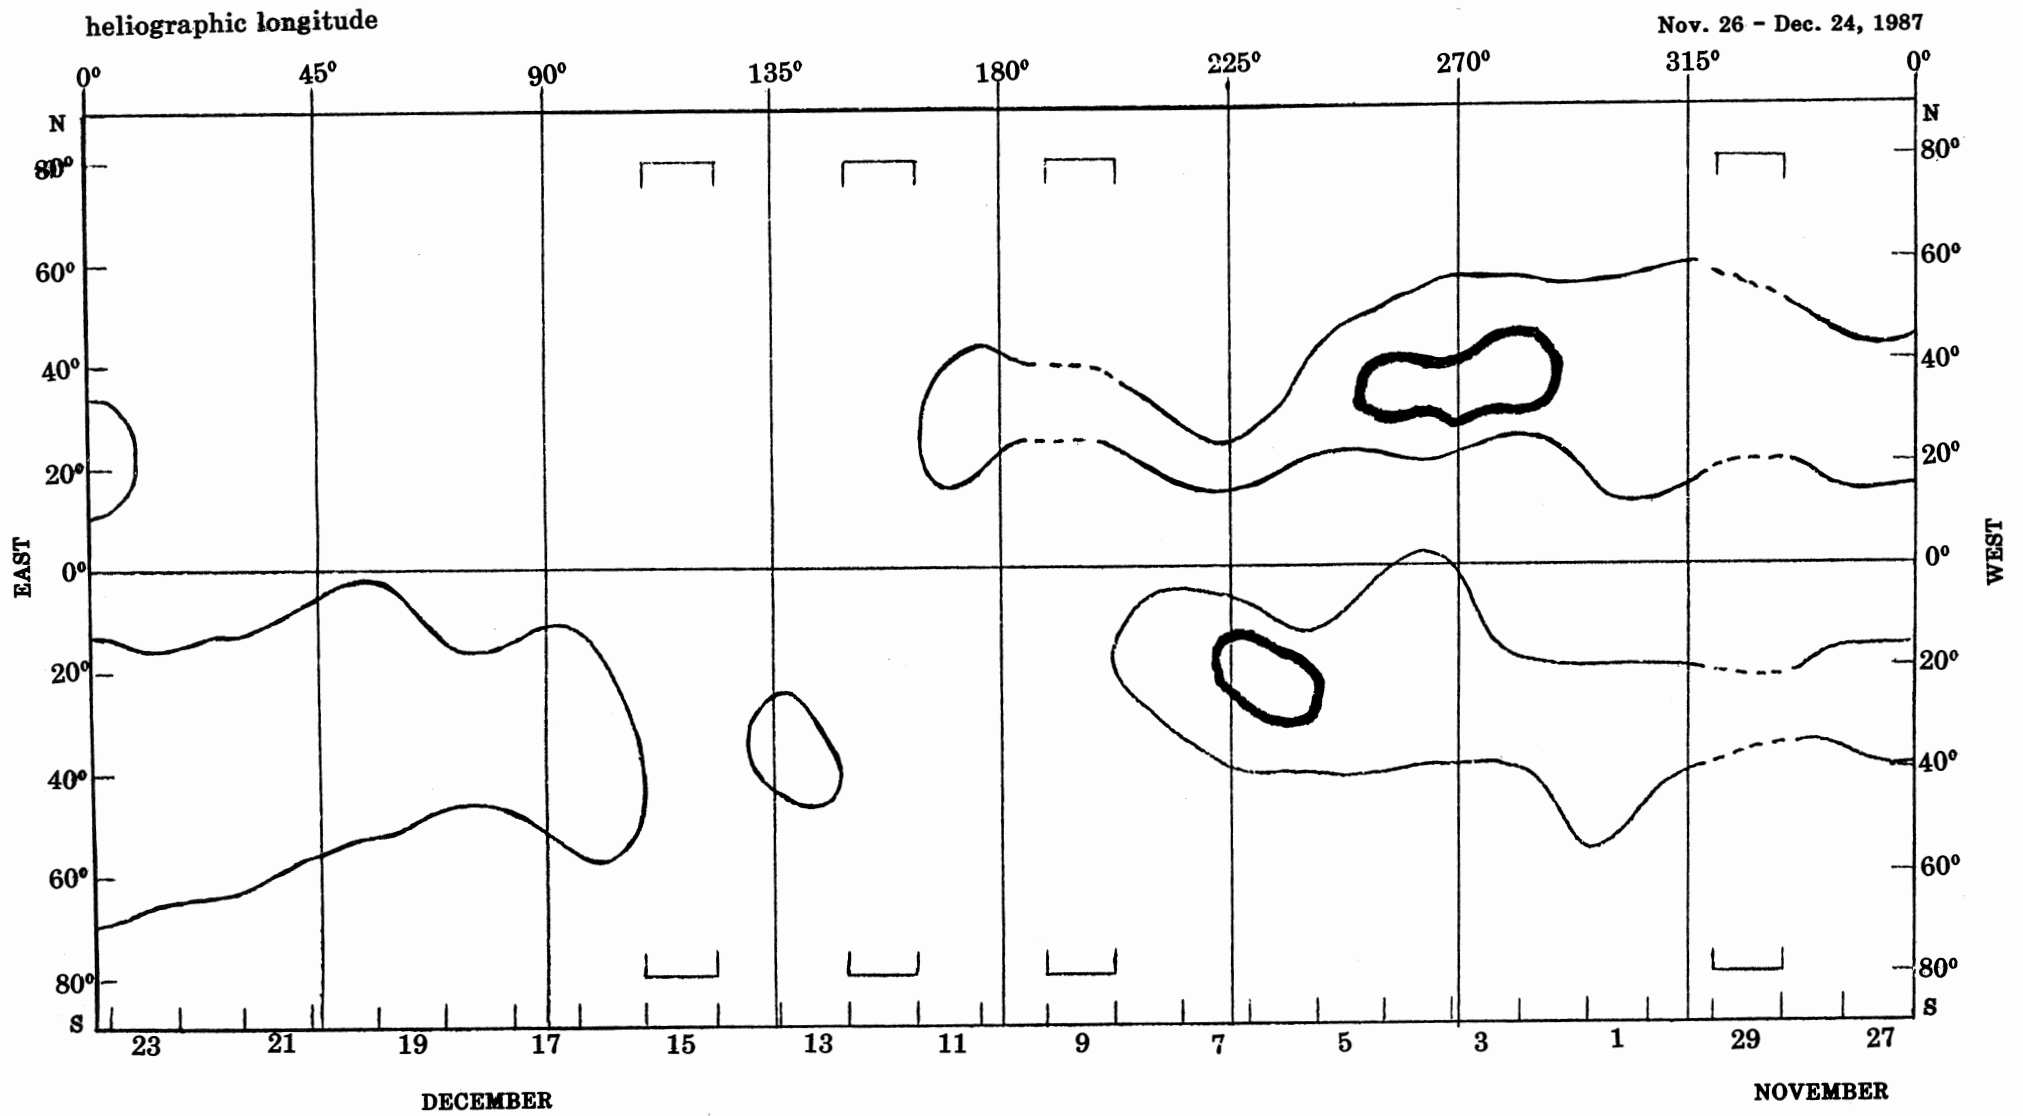 heliographic longitude
Nov. 26 - Dec. 24, 1987
0° 45° 90° 135° 180° 225° 270° 315° 0°
N N
80° 80°
60° 60°
40° 40°
20° 20°
0° 0°
EAST WEST
20° 20°
40° 40°
60° 60°
80° 80°
S S
23 21 19 17 15 13 11 9 7 5 3 1 29 27
DECEMBER NOVEMBER